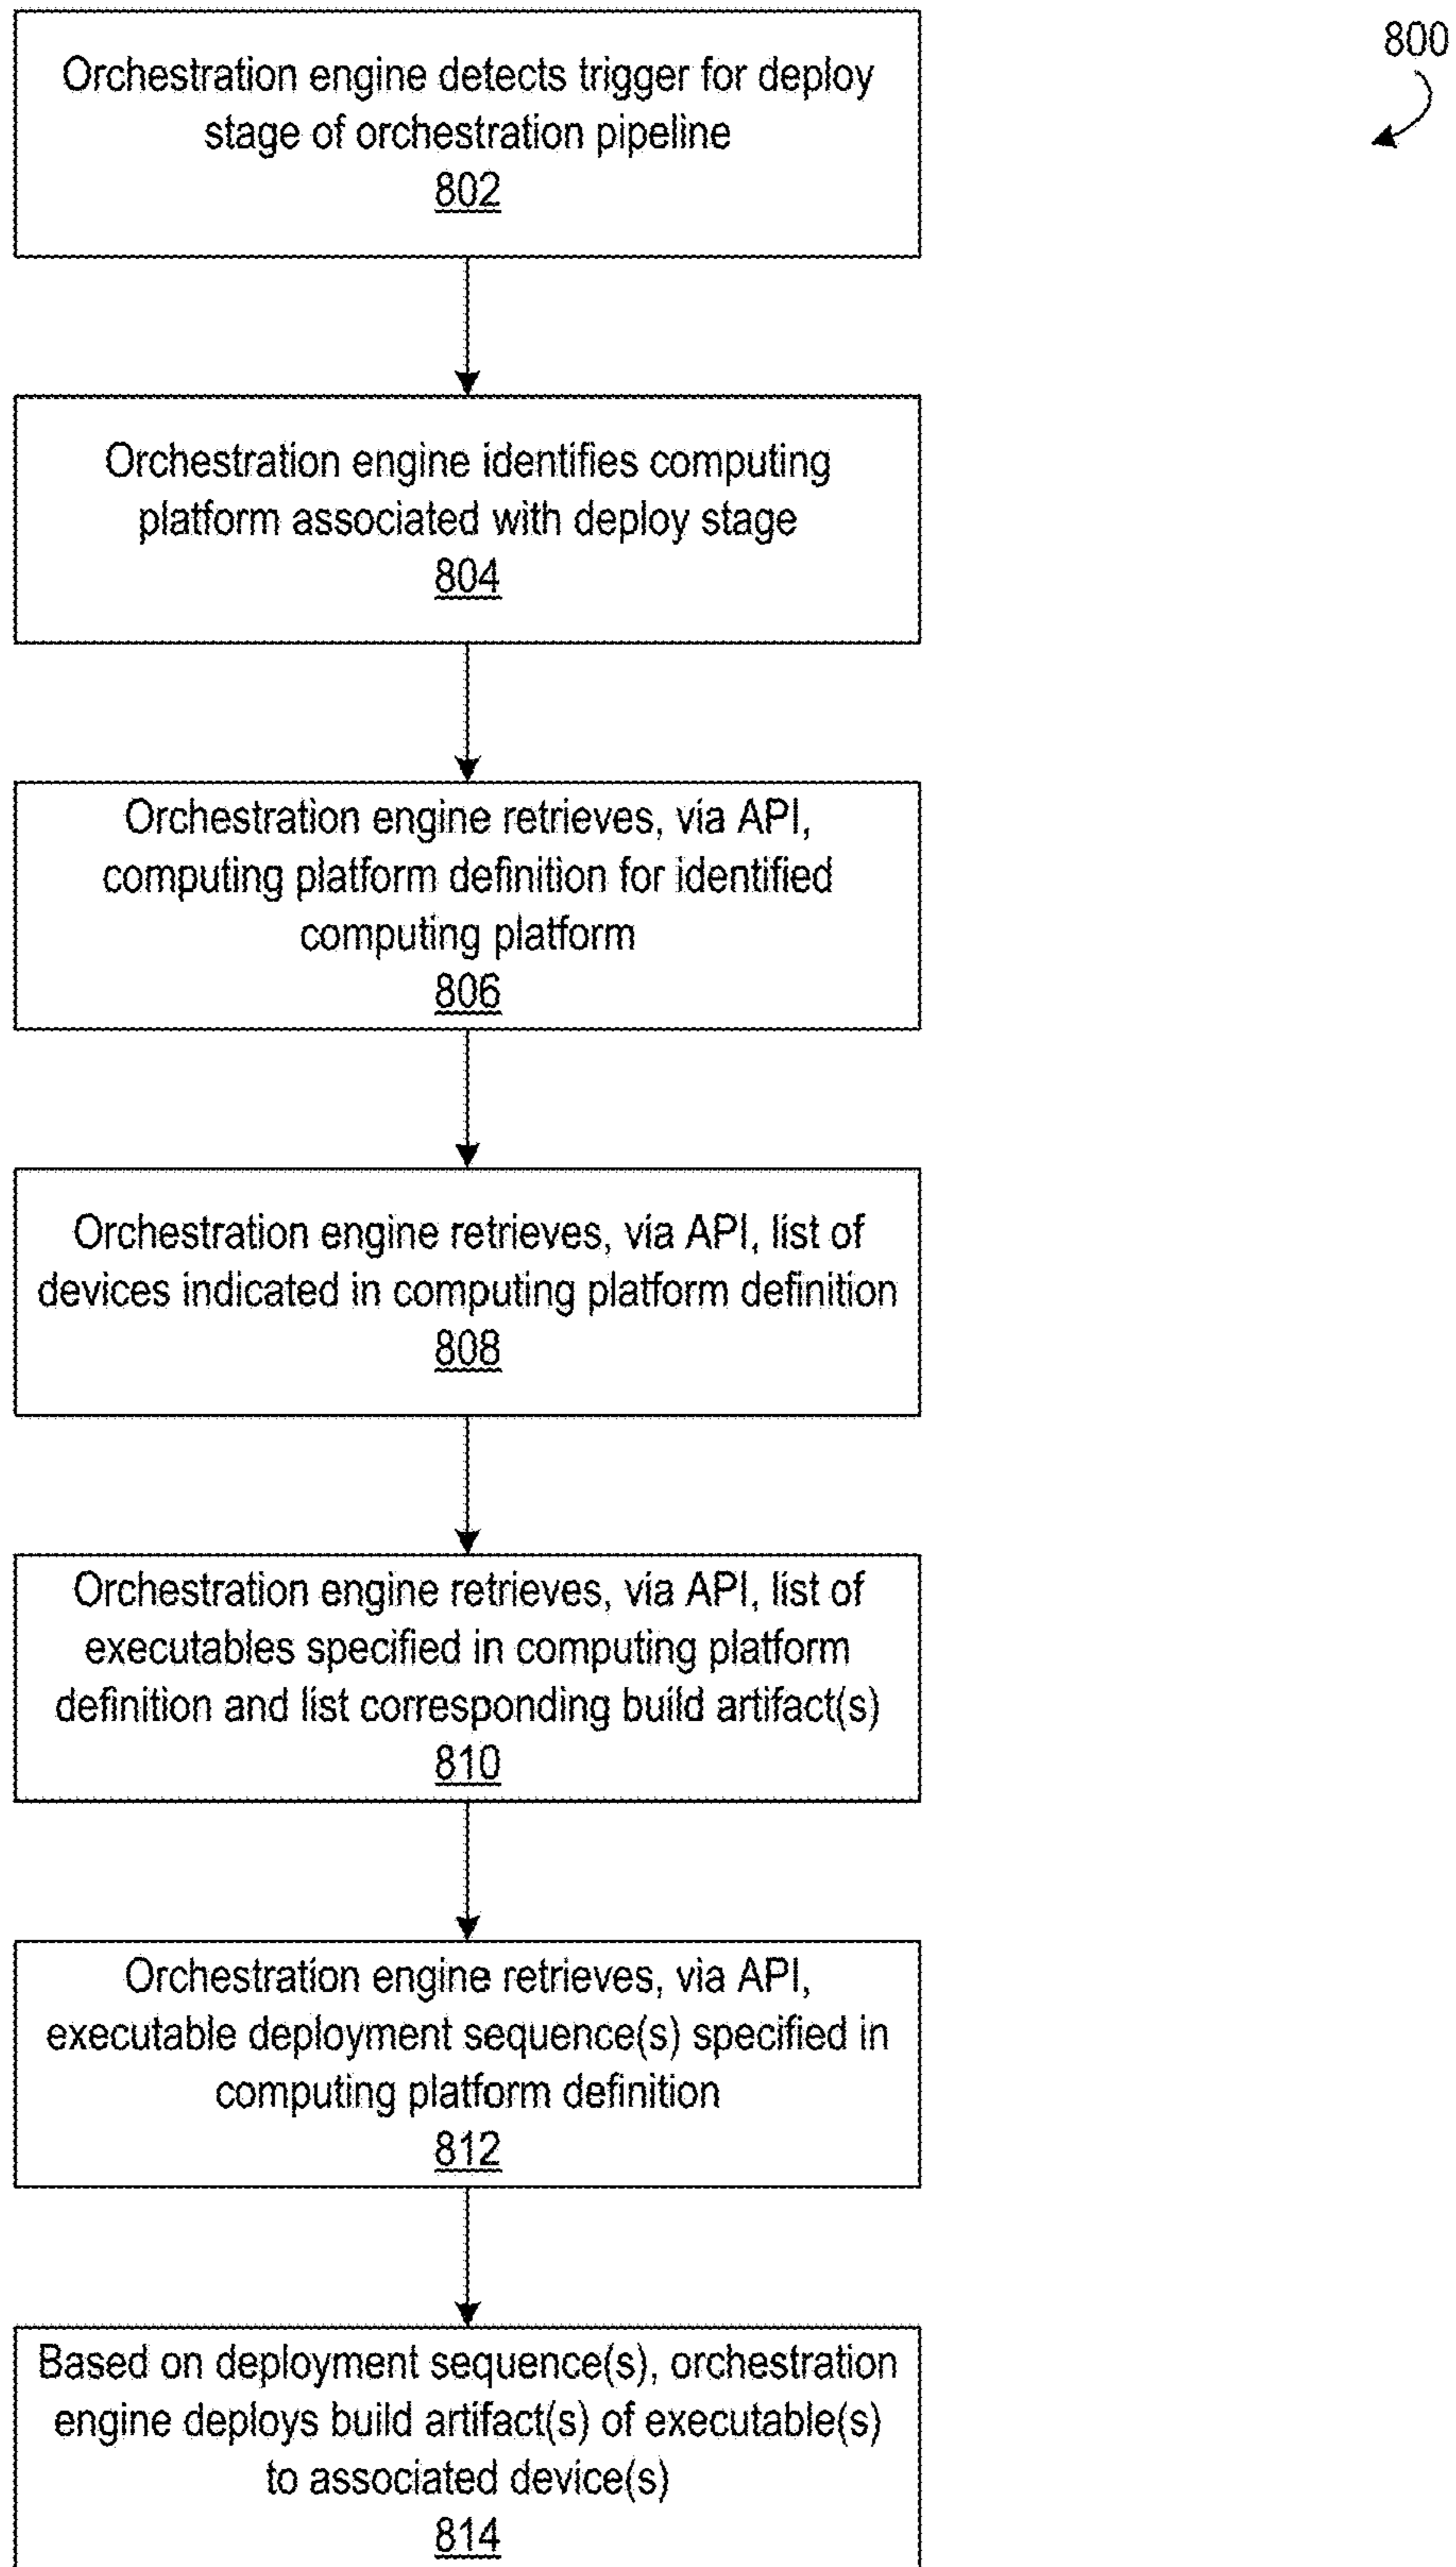 800
Orchestration engine detects trigger for deploy
stage of orchestration pipeline
802
Orchestration engine identifies computing
platform associated with deploy stage
804
Orchestration engine retrieves, via API,
computing platform definition for identified
computing platform
806
Orchestration engine retrieves, via API, list of
devices indicated in computing platform definition
808
Orchestration engine retrieves, via API, list of
executables specified in computing platform
definition and list corresponding build artifact(s)
810
Orchestration engine retrieves, via API,
executable deployment sequence(s) specified in
computing platform definition
812
Based on deployment sequence(s), orchestration
engine deploys build artifact(s) of executable(s)
to associated device(s)
814